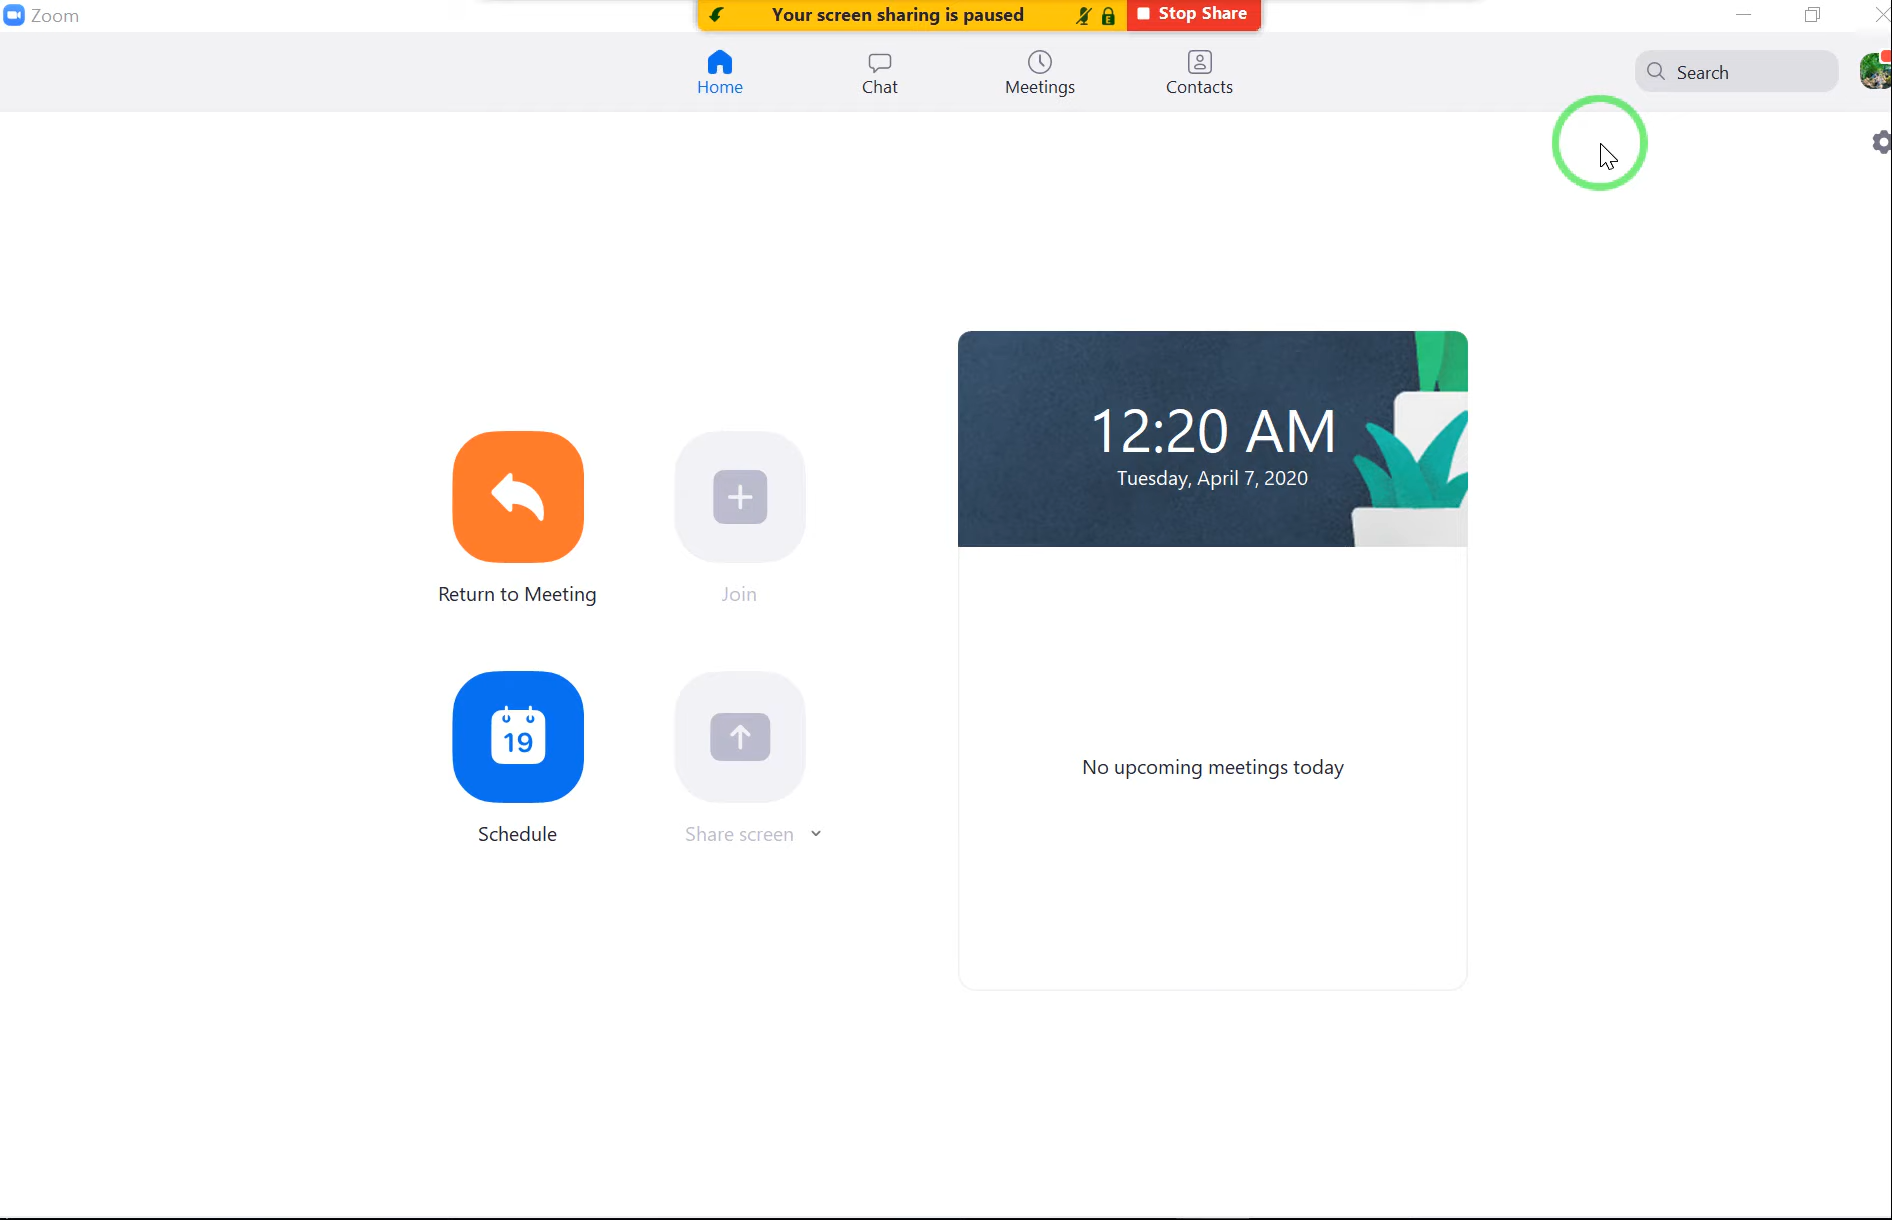 Zoom
Your screen sharing is paused
Stop Share
Home
Chat
Meetings
Contacts
Search
12:20 AM
Tuesday, April 7, 2020
Return to Meeting
Join
19
Schedule
Share screen
No upcoming meetings today